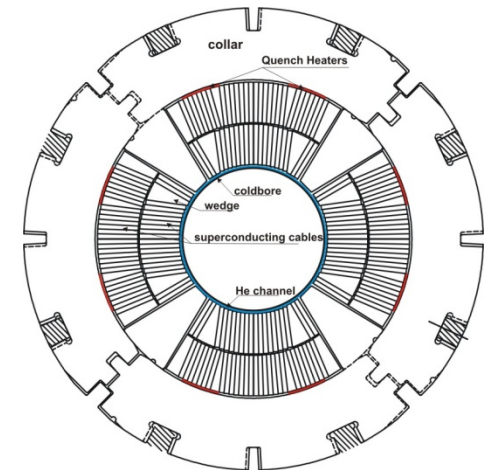 collar
Quench Heaters
coldbore
wedge
superconducting cables
He channel